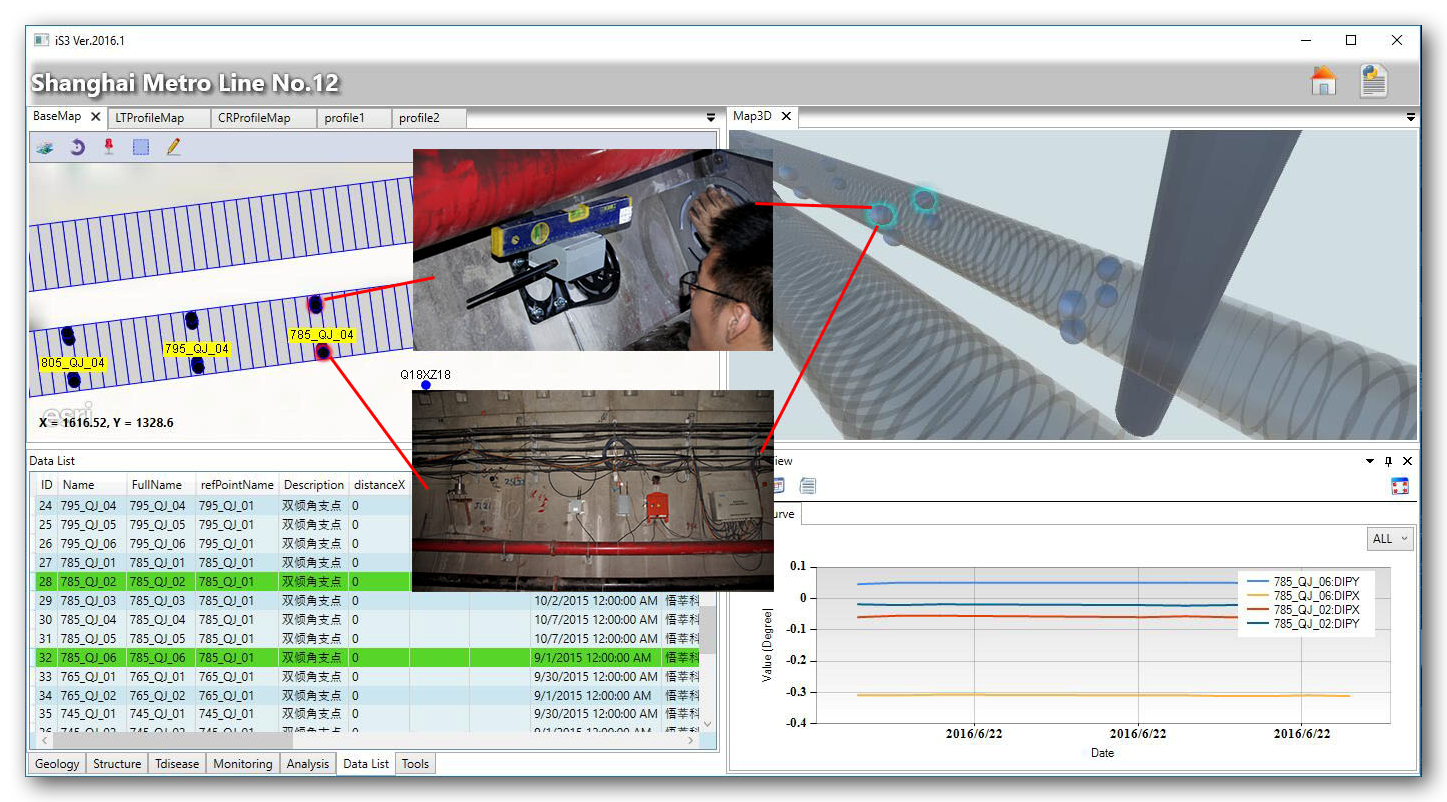 iS3 Ver.2016.1
Shanghai Metro Line No.12
BaseMap LTProfileMap CRProfileMap profile1 profile2
Map3D
805_QJ_04
795_QJ_04
785_QJ_04
Q18XZ18
esri
X = 1616.52, Y = 1328.6
Data List
ID Name FullName refPointName Description distanceX
24 795_QJ_04 795_QJ_04 795_QJ_01 双倾角支点 0
25 795_QJ_05 795_QJ_05 795_QJ_01 双倾角支点 0
26 795_QJ_06 795_QJ_06 795_QJ_01 双倾角支点 0
27 785_QJ_01 785_QJ_01 785_QJ_01 双倾角支点 0
28 785_QJ_02 785_QJ_02 785_QJ_01 双倾角支点 0
29 785_QJ_03 785_QJ_03 785_QJ_01 双倾角支点 0 10/2/2015 12:00:00 AM 悟莘科
30 785_QJ_04 785_QJ_04 785_QJ_01 双倾角支点 0 10/7/2015 12:00:00 AM 悟莘科
31 785_QJ_05 785_QJ_05 785_QJ_01 双倾角支点 0 10/7/2015 12:00:00 AM 悟莘科
32 785_QJ_06 785_QJ_06 785_QJ_01 双倾角支点 0 9/1/2015 12:00:00 AM 悟莘科
33 765_QJ_01 765_QJ_01 765_QJ_01 双倾角支点 0 9/30/2015 12:00:00 AM 悟莘科
34 765_QJ_02 765_QJ_02 765_QJ_01 双倾角支点 0 9/1/2015 12:00:00 AM 悟莘科
35 745_QJ_01 745_QJ_01 745_QJ_01 双倾角支点 0 9/30/2015 12:00:00 AM 悟莘科
Geology Structure Tdisease Monitoring Analysis Data List Tools
iew
urve
ALL
0.1
0
-0.1
-0.2
-0.3
-0.4
Value (Degree)
785_QJ_06:DIPY
785_QJ_06:DIPX
785_QJ_02:DIPX
785_QJ_02:DIPY
2016/6/22 2016/6/22 2016/6/22
Date